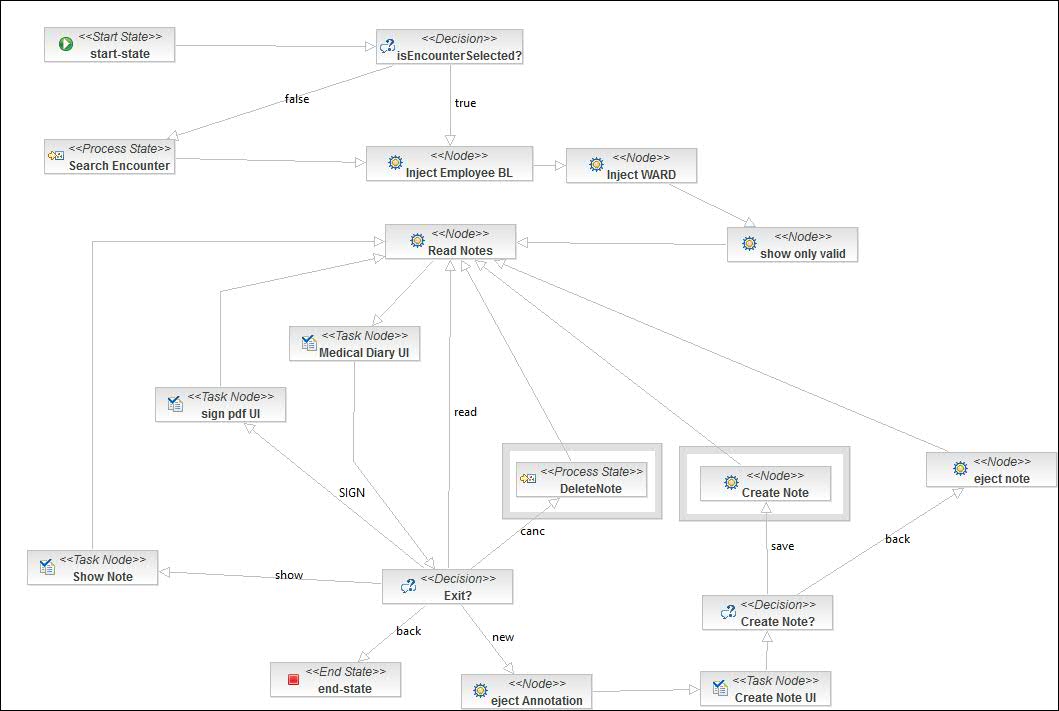 <<Start State>>
start-state
<<Decision>>
isEncounterSelected?
false
true
<<Process State>>
Search Encounter
<<Node>>
Inject Employee BL
<<Node>>
Inject WARD
<<Node>>
Read Notes
<<Node>>
show only valid
<<Task Node>>
Medical Diary UI
<<Task Node>>
sign pdf UI
read
<<Process State>>
DeleteNote
<<Node>>
Create Note
<<Node>>
eject note
SIGN
canc
save
back
<<Task Node>>
Show Note
show
<<Decision>>
Exit?
<<Decision>>
Create Note?
back
new
<<End State>>
end-state
<<Node>>
eject Annotation
<<Task Node>>
Create Note UI